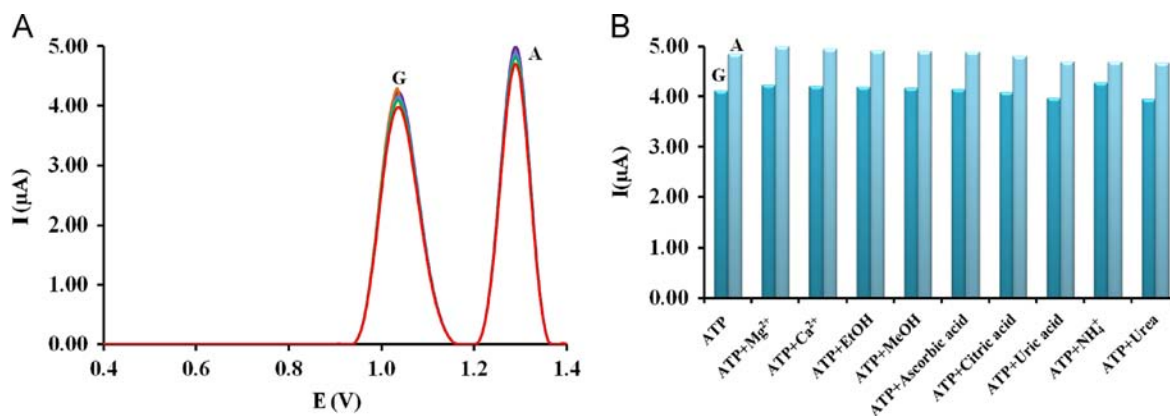 A
5.00
4.00
3.00
2.00
1.00
0.00
I (µA)
G
A
0.4
0.6
0.8
1.0
1.2
1.4
E (V)
B
5.00
4.00
3.00
2.00
1.00
0.00
I(µA)
G
A
ATP
ATP+Mg²⁺
ATP+Ca²⁺
ATP+EtOH
ATP+MeOH
ATP+Ascorbic acid
ATP+Citric acid
ATP+Uric acid
ATP+NH₄⁺
ATP+Urea